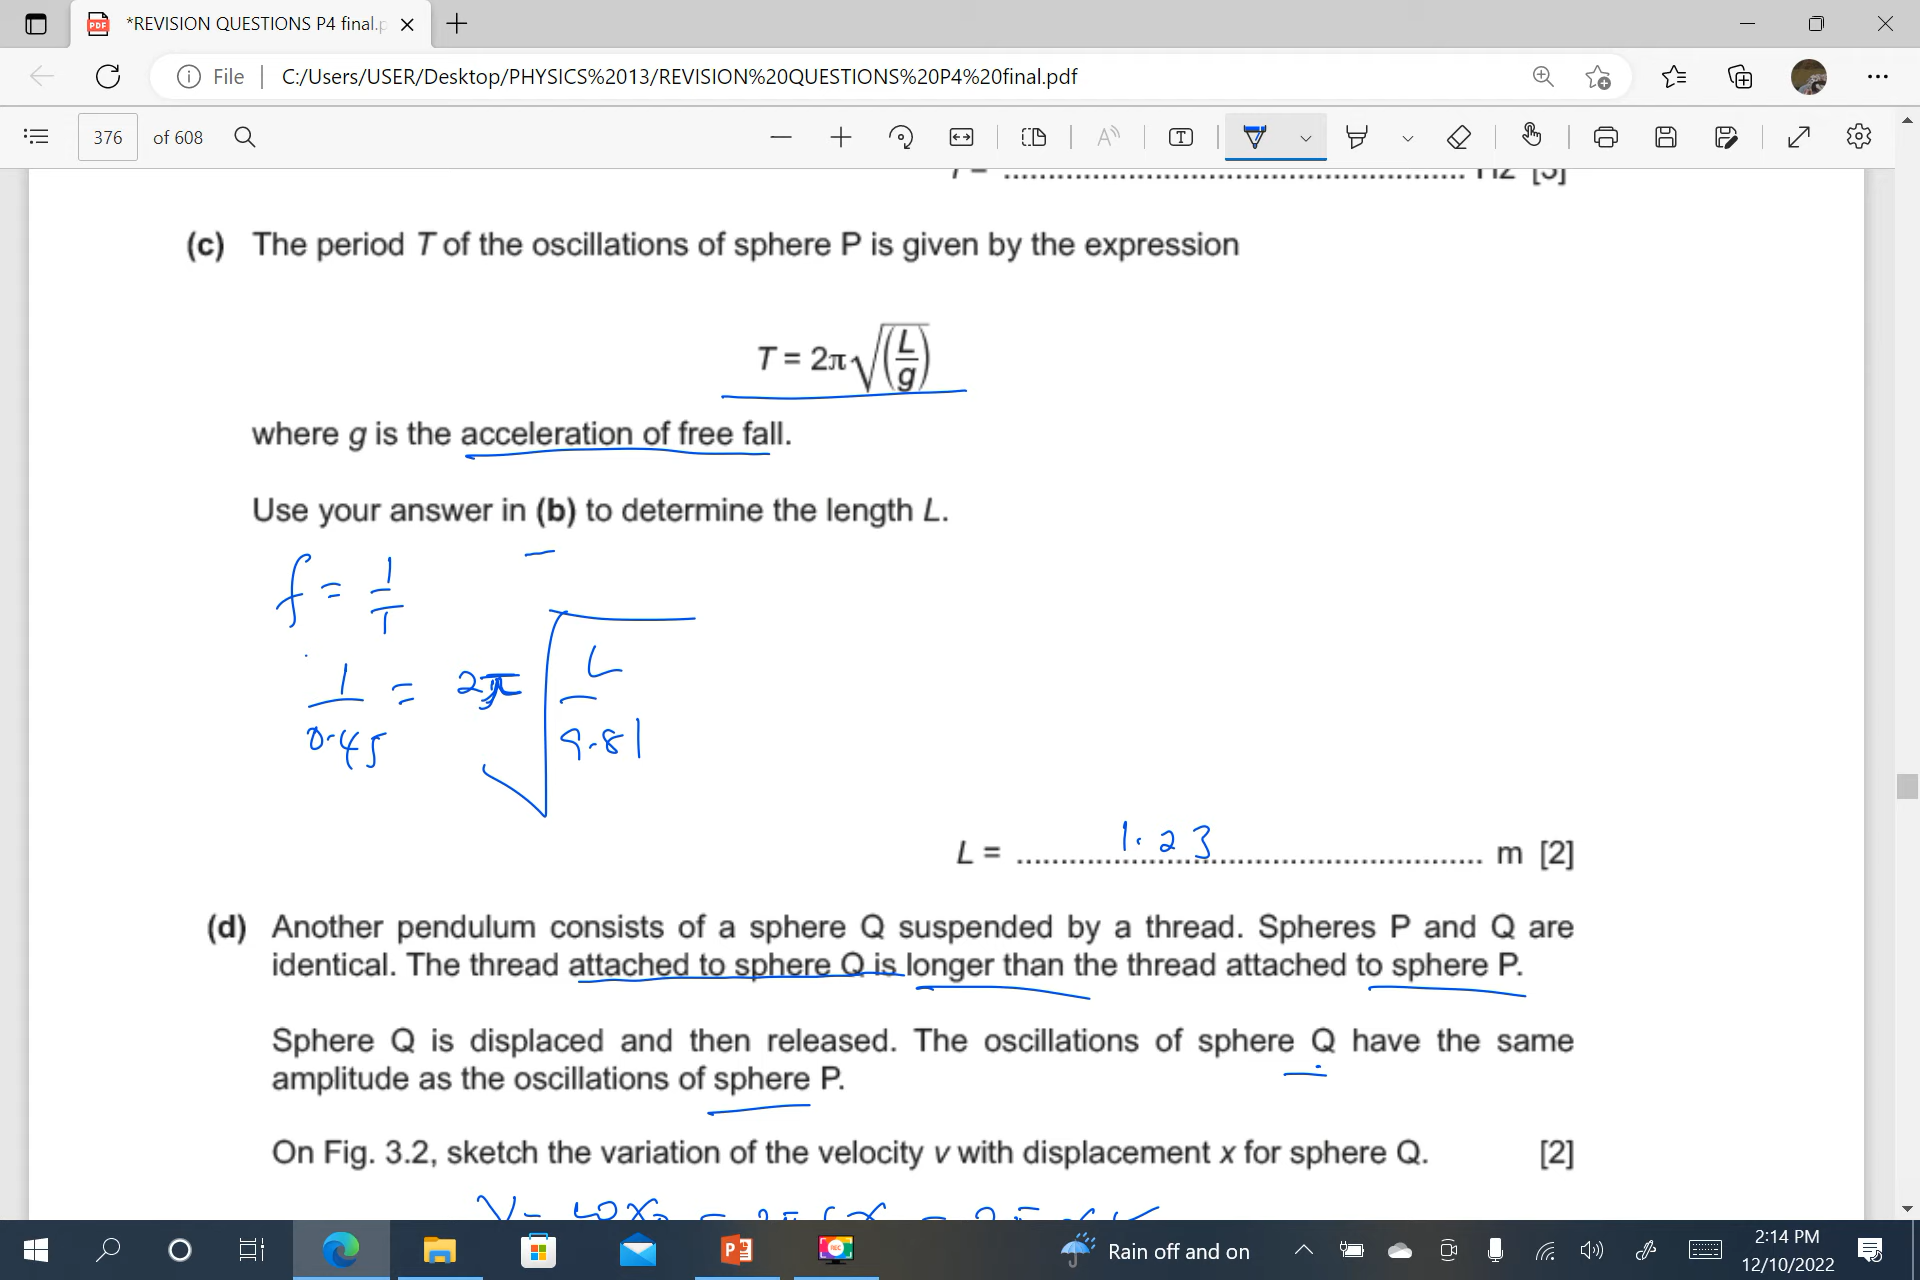 *REVISION QUESTIONS P4 final.p
File C:/Users/USER/Desktop/PHYSICS%2013/REVISION%20QUESTIONS%20P4%20final.pdf
376 of 608
Hz [3]
(c) The period T of the oscillations of sphere P is given by the expression
T = 2π√(L/g)
where g is the acceleration of free fall.
Use your answer in (b) to determine the length L.
f = 1/T
1/0.45 = 2π√(L/9.81)
L = 1.23 m [2]
(d) Another pendulum consists of a sphere Q suspended by a thread. Spheres P and Q are
identical. The thread attached to sphere Q is longer than the thread attached to sphere P.
Sphere Q is displaced and then released. The oscillations of sphere Q have the same
amplitude as the oscillations of sphere P.
On Fig. 3.2, sketch the variation of the velocity v with displacement x for sphere Q. [2]
Rain off and on
2:14 PM
12/10/2022